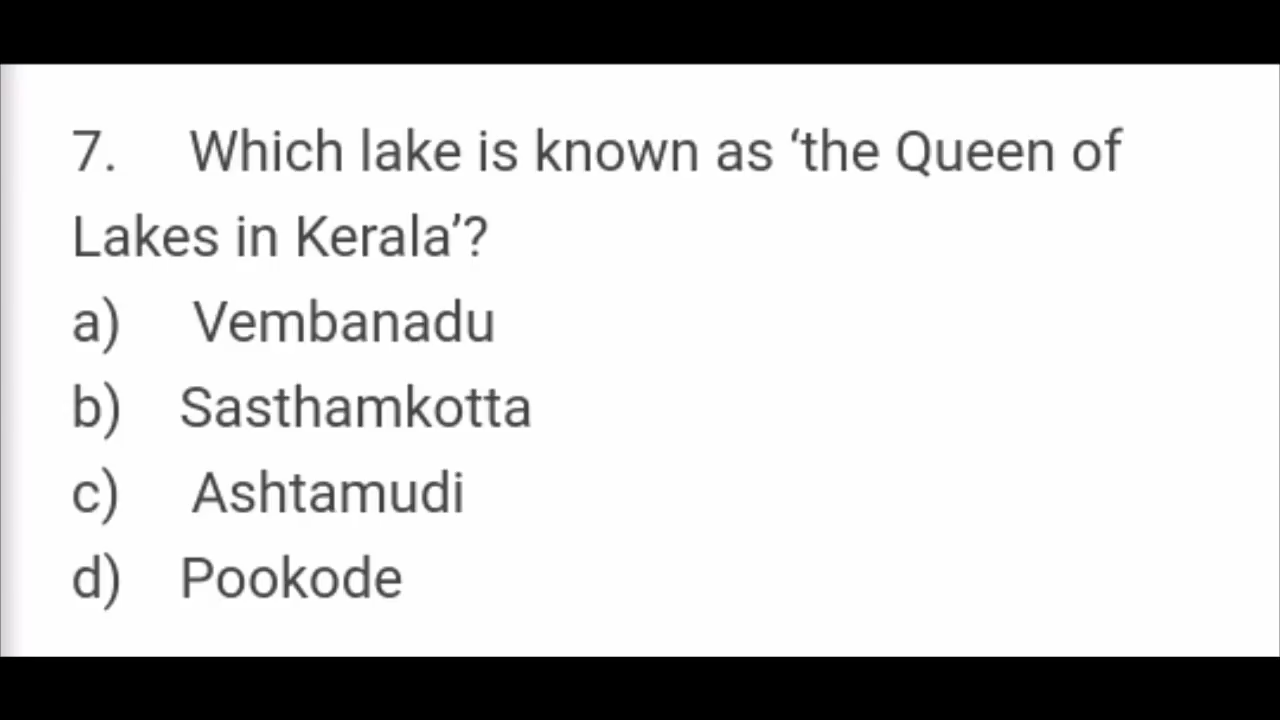 7. Which lake is known as ‘the Queen of
Lakes in Kerala’?
a) Vembanadu
b) Sasthamkotta
c) Ashtamudi
d) Pookode